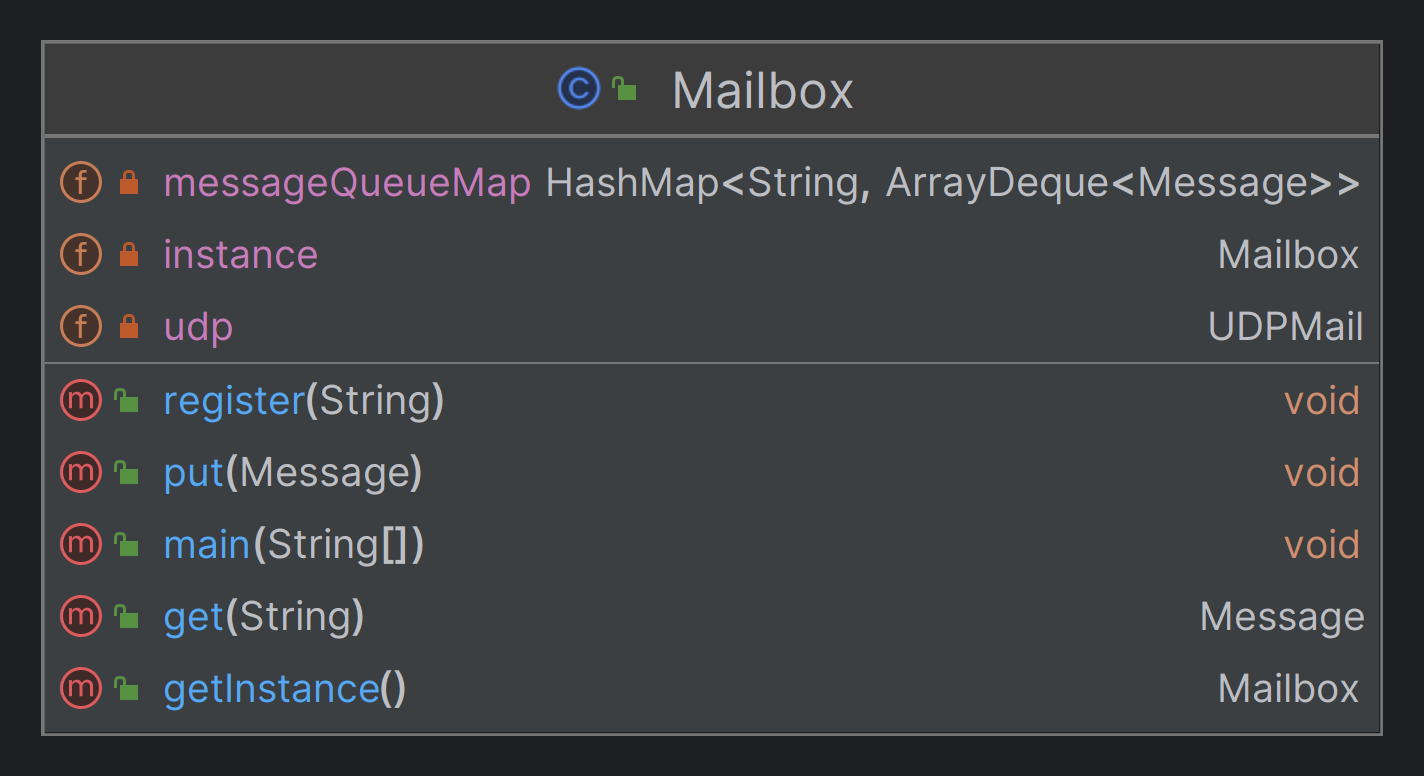 C Mailbox
f messageQueueMap HashMap<String, ArrayDeque<Message>>
f instance Mailbox
f udp UDPMail
m register(String) void
m put(Message) void
m main(String[]) void
m get(String) Message
m getInstance() Mailbox